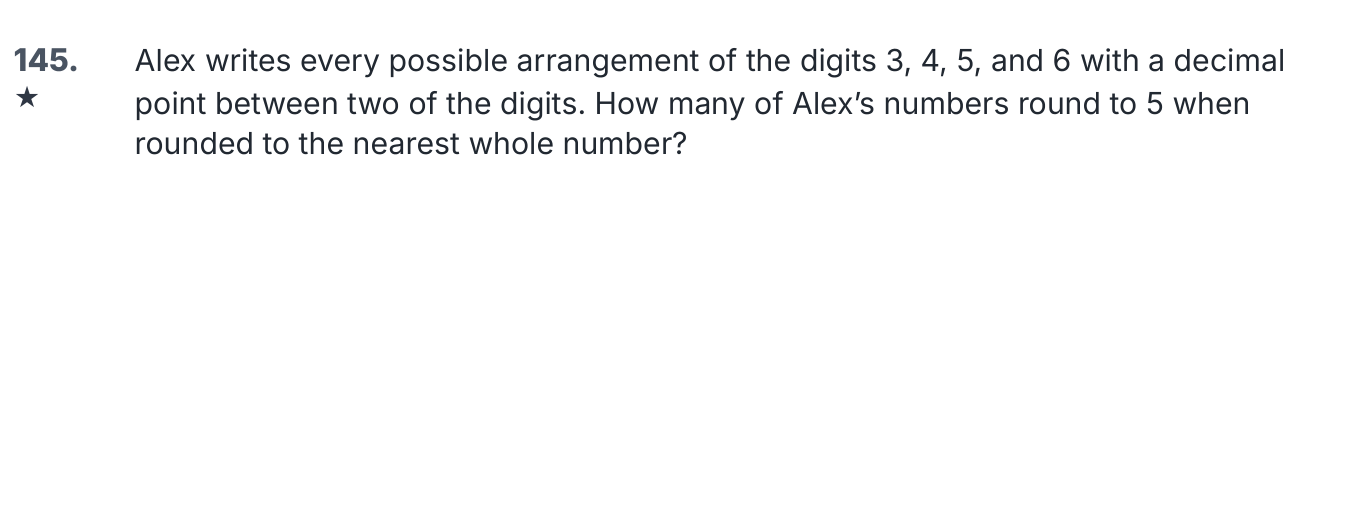 145. Alex writes every possible arrangement of the digits 3, 4, 5, and 6 with a decimal
★ point between two of the digits. How many of Alex’s numbers round to 5 when
rounded to the nearest whole number?